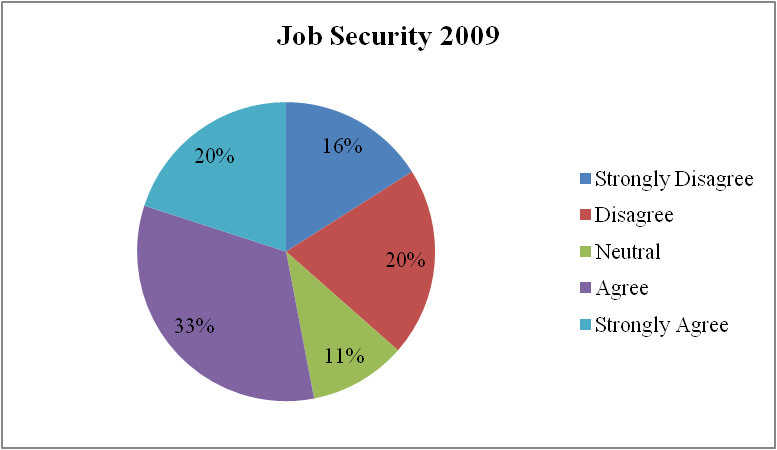 Job Security 2009
16%
20%
20%
33%
11%
Strongly Disagree
Disagree
Neutral
Agree
Strongly Agree